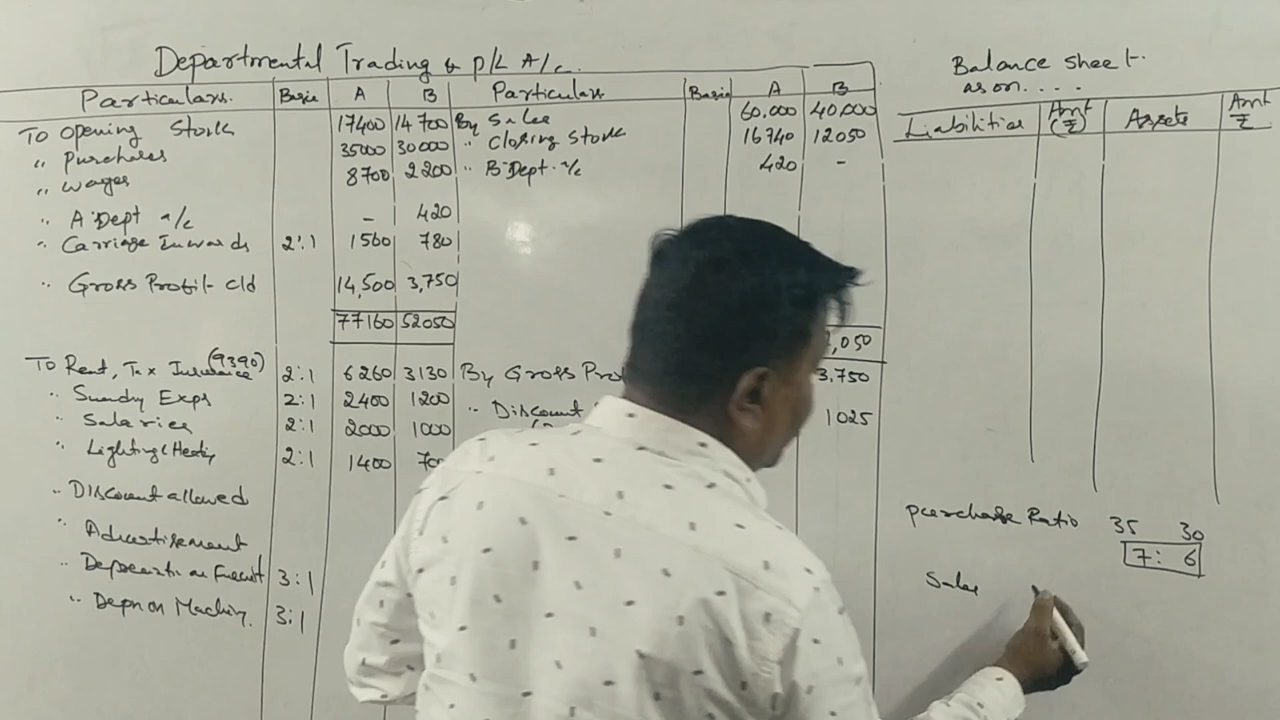 Departmental Trading & P/L A/c.
Particulars. Basis A B Particulars Basis A B
To Opening Stock 17400 14700 By Sales 60,000 40,000
" Purchases 35000 30000 " Closing Stock 16740 12050
" Wages 8700 2200 " B Dept. a/c 420 -
" A Dept a/c - 420
" Carriage Inwards 2:1 1560 780
" Gross Profit c/d 14,500 3,750
77160 52050 ,050
To Rent, Tax Insurance (9390) 2:1 6260 3130 By Gross Pro 3,750
" Sundry Exps 2:1 2400 1200 " Discount 1025
" Salaries 2:1 2000 1000
" Lighting & Heating 2:1 1400 700
" Discount allowed
" Advertisement
" Depreciation on Furnit 3:1
" Depn on Machiny. 3:1
Balance Sheet.
as on. . . .
Liabilities Amt (₹) Assets Amt ₹
Purchase Ratio 35 30
7 : 6
Sales